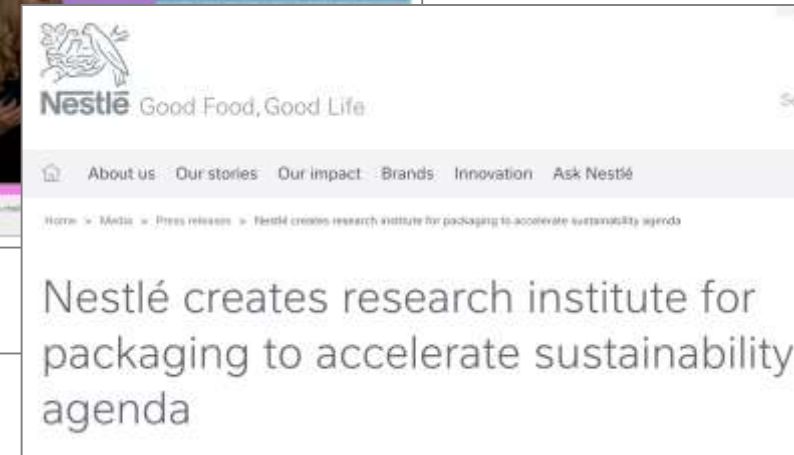 Nestlē Good Food, Good Life
About us Our stories Our impact Brands Innovation Ask Nestlé
Home » Media » Press releases » Nestlé creates research institute for packaging to accelerate sustainability agenda
Nestlé creates research institute for
packaging to accelerate sustainability
agenda